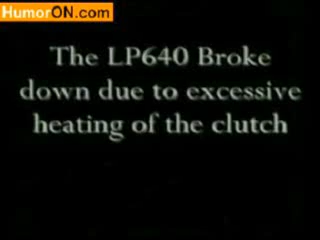 HumorON.com
The LP640 Broke
down due to excessive
heating of the clutch